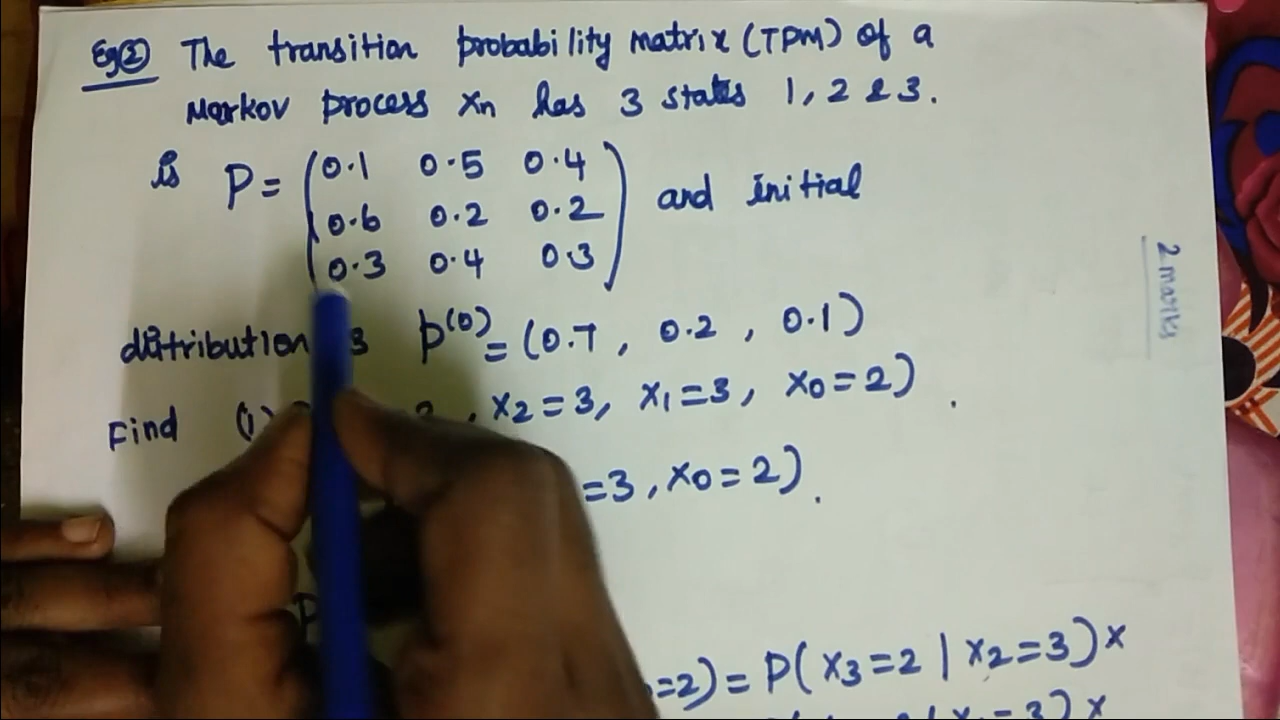 Eg② The transition probability matrix (TPM) of a
Markov process Xn has 3 states 1, 2 & 3.
is P = (0.1 0.5 0.4
0.6 0.2 0.2
0.3 0.4 0.3) and initial
distribution p(0) = (0.7, 0.2, 0.1)
Find (1) , X2=3, X1=3, X0=2).
=3, X0=2).
=2) = P(X3=2 | X2=3) x
2 marks